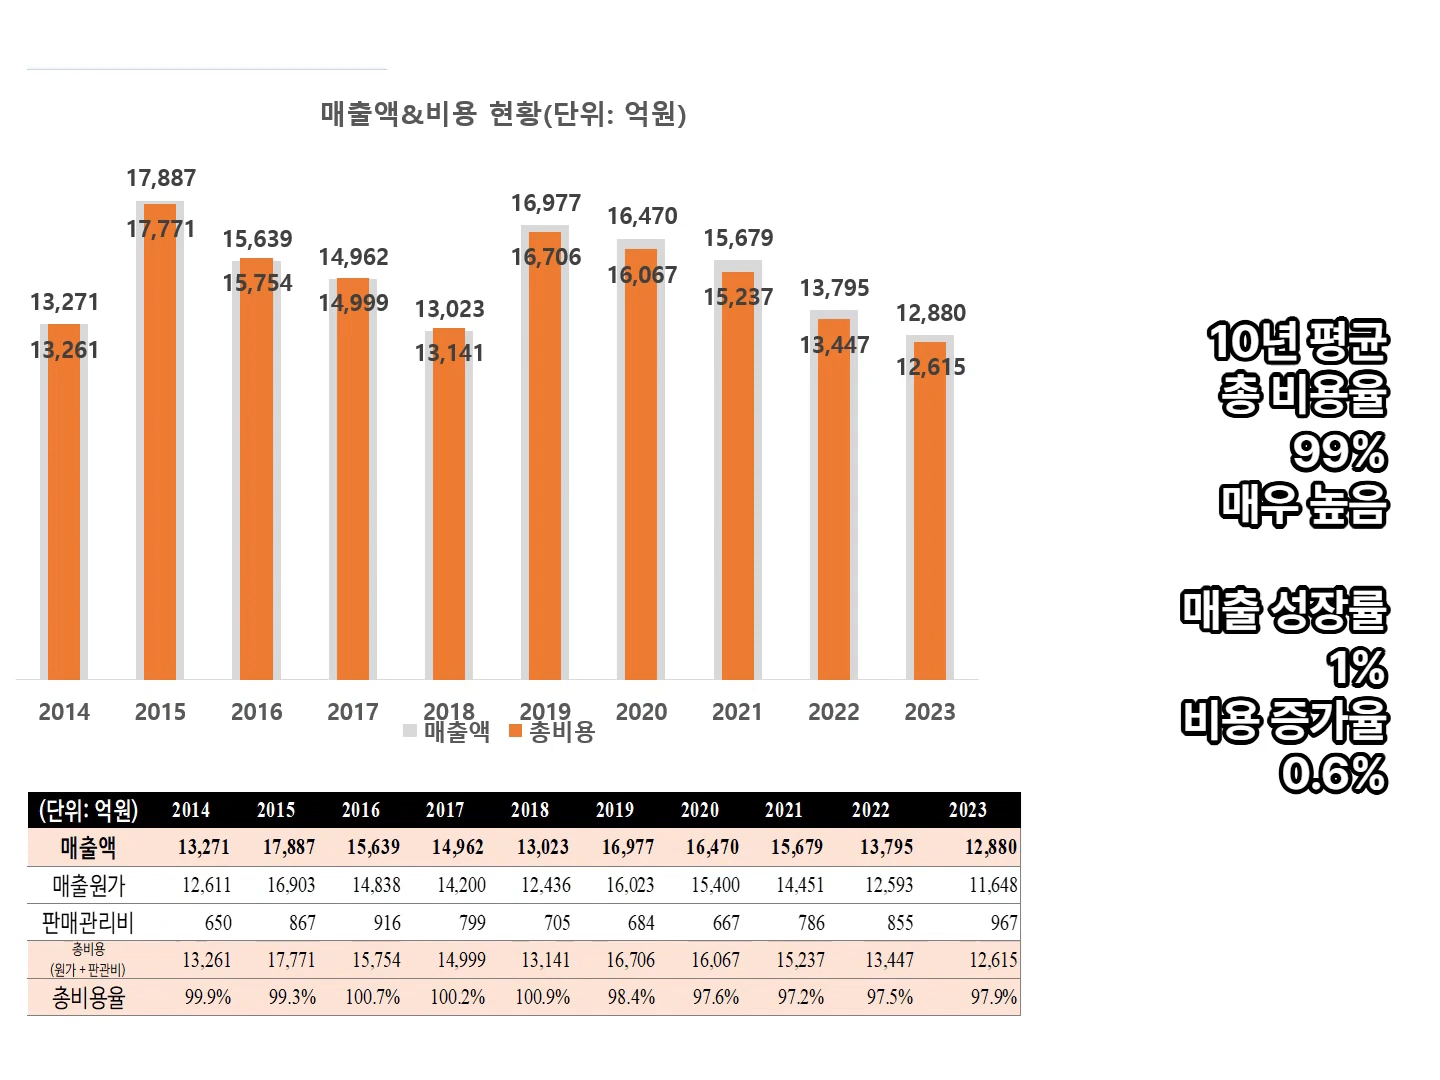 매출액&비용 현황(단위: 억원)
17,887
17,771
15,639
15,754
14,962
14,999
13,271
13,261
13,023
13,141
16,977
16,706
16,470
16,067
15,679
15,237
13,795
13,447
12,880
12,615
2014 2015 2016 2017 2018 2019 2020 2021 2022 2023
매출액 총비용
10년 평균
총 비용율
99%
매우 높음
매출 성장률
1%
비용 증가율
0.6%
(단위: 억원) 2014 2015 2016 2017 2018 2019 2020 2021 2022 2023
매출액 13,271 17,887 15,639 14,962 13,023 16,977 16,470 15,679 13,795 12,880
매출원가 12,611 16,903 14,838 14,200 12,436 16,023 15,400 14,451 12,593 11,648
판매관리비 650 867 916 799 705 684 667 786 855 967
총비용
(원가 + 판관비) 13,261 17,771 15,754 14,999 13,141 16,706 16,067 15,237 13,447 12,615
총비용율 99.9% 99.3% 100.7% 100.2% 100.9% 98.4% 97.6% 97.2% 97.5% 97.9%